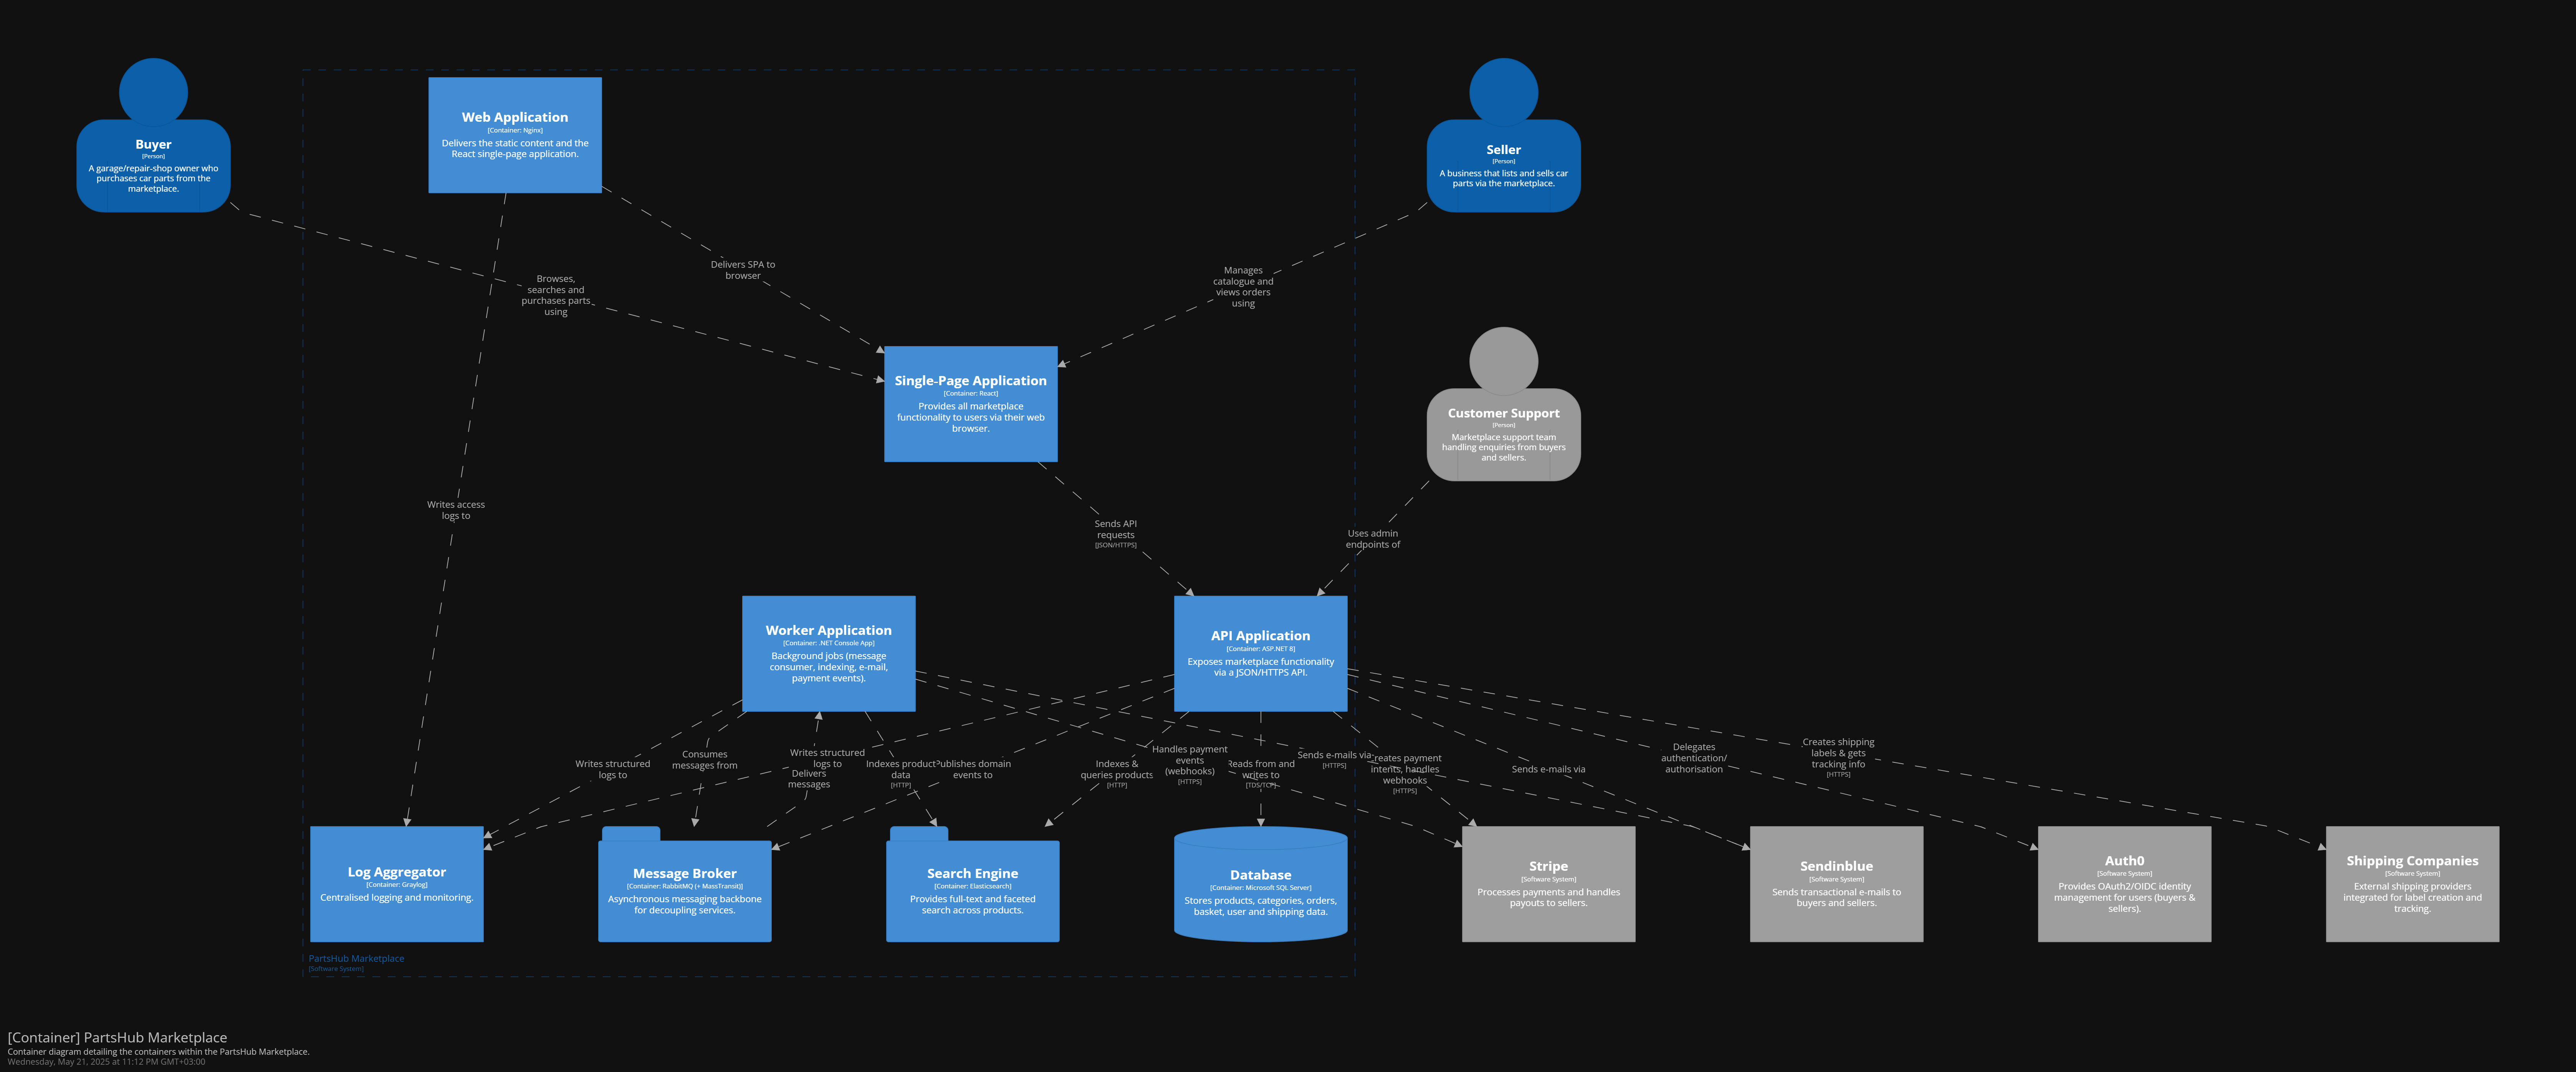 Web Application
[Container: Nginx]
Delivers the static content and the
React single-page application.
Buyer
[Person]
A garage/repair-shop owner who
purchases car parts from the
marketplace.
Seller
[Person]
A business that lists and sells car
parts via the marketplace.
Delivers SPA to
browser
Browses,
searches and
purchases parts
using
Manages
catalogue and
views orders
using
Single-Page Application
[Container: React]
Provides all marketplace
functionality to users via their web
browser.
Customer Support
[Person]
Marketplace support team
handling enquiries from buyers
and sellers.
Writes access
logs to
Sends API
requests
[JSON/HTTPS]
Uses admin
endpoints of
Worker Application
[Container: .NET Console App]
Background jobs (message
consumer, indexing, e-mail,
payment events).
API Application
[Container: ASP.NET 8]
Exposes marketplace functionality
via a JSON/HTTPS API.
Writes structured
logs to
Consumes
messages from
Writes structured
logs to
Delivers
messages
Indexes product
data
[HTTP]
domain
events to
Indexes &
queries products
[HTTP]
Handles payment
events
(webhooks)
[HTTPS]
from and
writes to
[TDS/TCP]
Sends e-mails via
[HTTPS]
payment
intents, handles
webhooks
[HTTPS]
Sends e-mails via
Delegates
authentication/
authorisation
Creates shipping
labels & gets
tracking info
[HTTPS]
Log Aggregator
[Container: Graylog]
Centralised logging and monitoring.
Message Broker
[Container: RabbitMQ (+ MassTransit)]
Asynchronous messaging backbone
for decoupling services.
Search Engine
[Container: Elasticsearch]
Provides full-text and faceted
search across products.
Database
[Container: Microsoft SQL Server]
Stores products, categories, orders,
basket, user and shipping data.
Stripe
[Software System]
Processes payments and handles
payouts to sellers.
Sendinblue
[Software System]
Sends transactional e-mails to
buyers and sellers.
Auth0
[Software System]
Provides OAuth2/OIDC identity
management for users (buyers &
sellers).
Shipping Companies
[Software System]
External shipping providers
integrated for label creation and
tracking.
PartsHub Marketplace
[Software System]
[Container] PartsHub Marketplace
Container diagram detailing the containers within the PartsHub Marketplace.
Wednesday, May 21, 2025 at 11:12 PM GMT+03:00